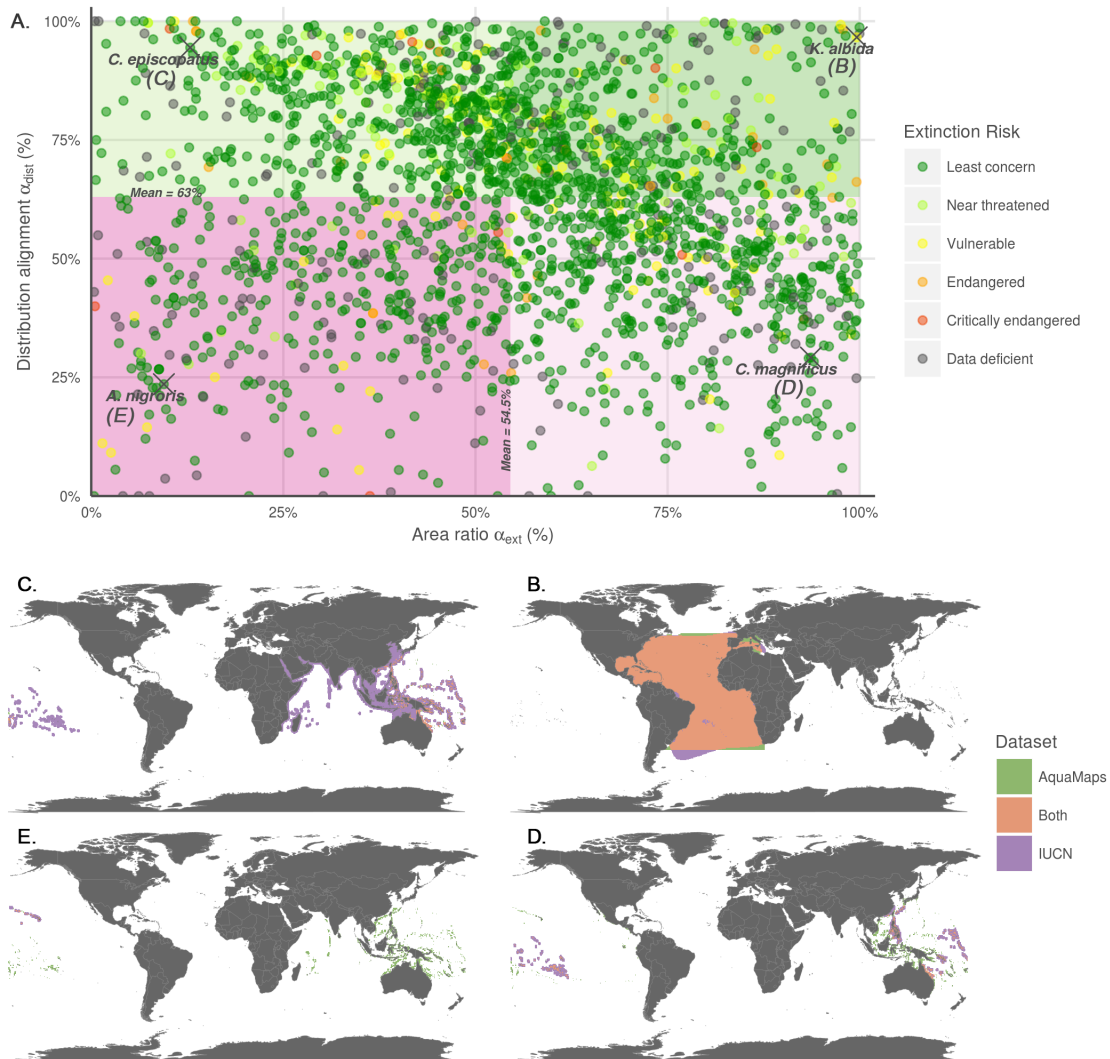 A.
100%
75%
50%
25%
0%
Distribution alignment αdist (%)
C. episcopatus
(C)
K. albida
(B)
Mean = 63%
A. nigroris
(E)
C. magnificus
(D)
Mean = 54.5%
0%
25%
50%
75%
100%
Area ratio αext (%)
Extinction Risk
Least concern
Near threatened
Vulnerable
Endangered
Critically endangered
Data deficient
C.
B.
E.
D.
Dataset
AquaMaps
Both
IUCN